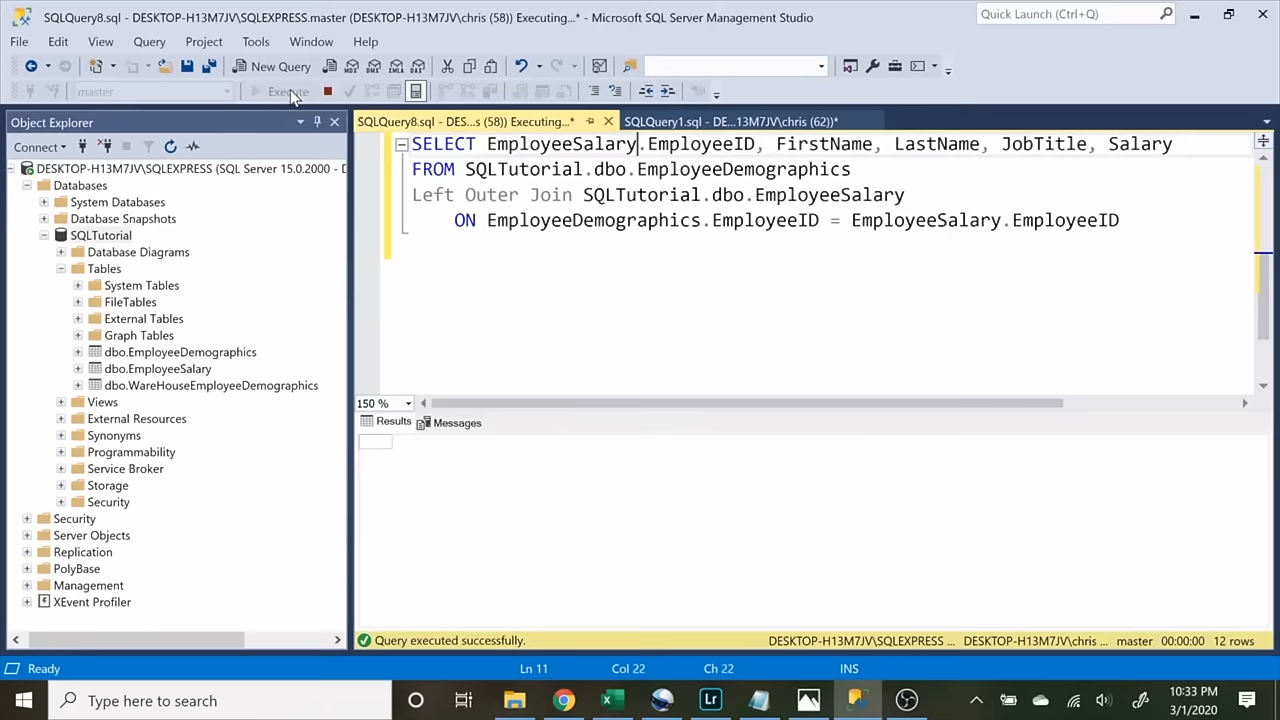 SQLQuery8.sql - DESKTOP-H13M7JV\SQLEXPRESS.master (DESKTOP-H13M7JV\chris (58)) Executing...* - Microsoft SQL Server Management Studio
Quick Launch (Ctrl+Q)
File Edit View Query Project Tools Window Help
New Query
master
Execute
Object Explorer
SQLQuery8.sql - DES...s (58)) Executing...*
SQLQuery1.sql - DE...13M7JV\chris (62))*
Connect
DESKTOP-H13M7JV\SQLEXPRESS (SQL Server 15.0.2000 - D
Databases
System Databases
Database Snapshots
SQLTutorial
Database Diagrams
Tables
System Tables
FileTables
External Tables
Graph Tables
dbo.EmployeeDemographics
dbo.EmployeeSalary
dbo.WareHouseEmployeeDemographics
Views
External Resources
Synonyms
Programmability
Service Broker
Storage
Security
Security
Server Objects
Replication
PolyBase
Management
XEvent Profiler
SELECT EmployeeSalary.EmployeeID, FirstName, LastName, JobTitle, Salary
FROM SQLTutorial.dbo.EmployeeDemographics
Left Outer Join SQLTutorial.dbo.EmployeeSalary
ON EmployeeDemographics.EmployeeID = EmployeeSalary.EmployeeID
150 %
Results Messages
Query executed successfully.
DESKTOP-H13M7JV\SQLEXPRESS ... DESKTOP-H13M7JV\chris ... master 00:00:00 12 rows
Ready
Ln 11 Col 22 Ch 22 INS
Type here to search
Lr
10:33 PM
3/1/2020